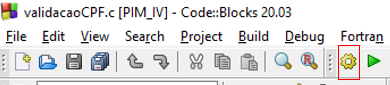 validacaoCPF.c [PIM_IV] - Code::Blocks 20.03
File Edit View Search Project Build Debug Fortran